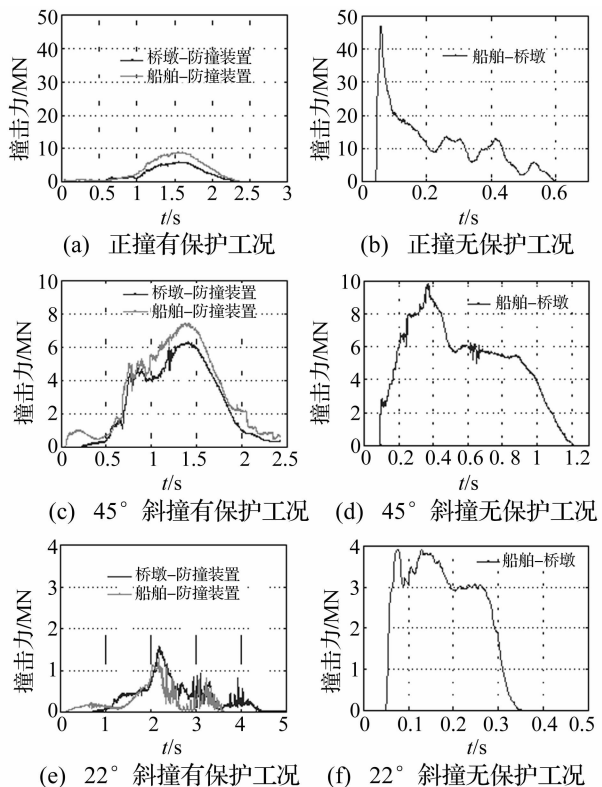 撞击力/MN
50
40
30
20
10
0
桥墩–防撞装置
船舶–防撞装置
0 0.5 1 1.5 2 2.5 3
t/s
(a) 正撞有保护工况
撞击力/MN
50
40
30
20
10
0
船舶–桥墩
0.2 0.4 0.6
t/s
(b) 正撞无保护工况
撞击力/MN
10
8
6
4
2
0
桥墩–防撞装置
船舶–防撞装置
0 0.5 1 1.5 2 2.5
t/s
(c) 45° 斜撞有保护工况
撞击力/MN
10
8
6
4
2
0
船舶–桥墩
0.2 0.4 0.6 0.8 1 1.2
t/s
(d) 45° 斜撞无保护工况
撞击力/MN
4
3
2
1
0
桥墩–防撞装置
船舶–防撞装置
0 1 2 3 4 5
t/s
(e) 22° 斜撞有保护工况
撞击力/MN
4
3
2
1
0
船舶–桥墩
0.1 0.2 0.3 0.4 0.5
t/s
(f) 22° 斜撞无保护工况